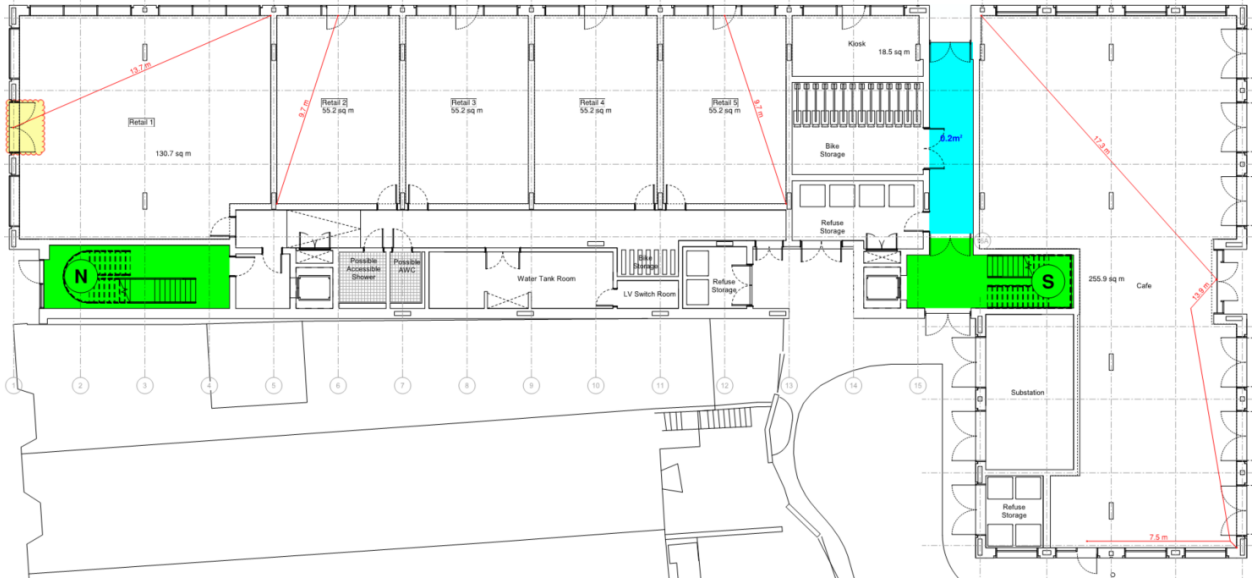 Kiosk
18.5 sq m
13.7 m
9.7 m
9.7 m
Retail 1
130.7 sq m
Retail 2
55.2 sq m
Retail 3
55.2 sq m
Retail 4
55.2 sq m
Retail 5
55.2 sq m
Bike
Storage
17.3 m
Refuse
Storage
N
Possible
Accessible
Shower
Possible
AWC
Water Tank Room
Bike
Storage
LV Switch Room
Refuse
Storage
S
255.9 sq m
Cafe
13.9 m
1
2
3
4
5
6
7
8
9
10
11
12
13
14
15
Substation
Refuse
Storage
7.5 m